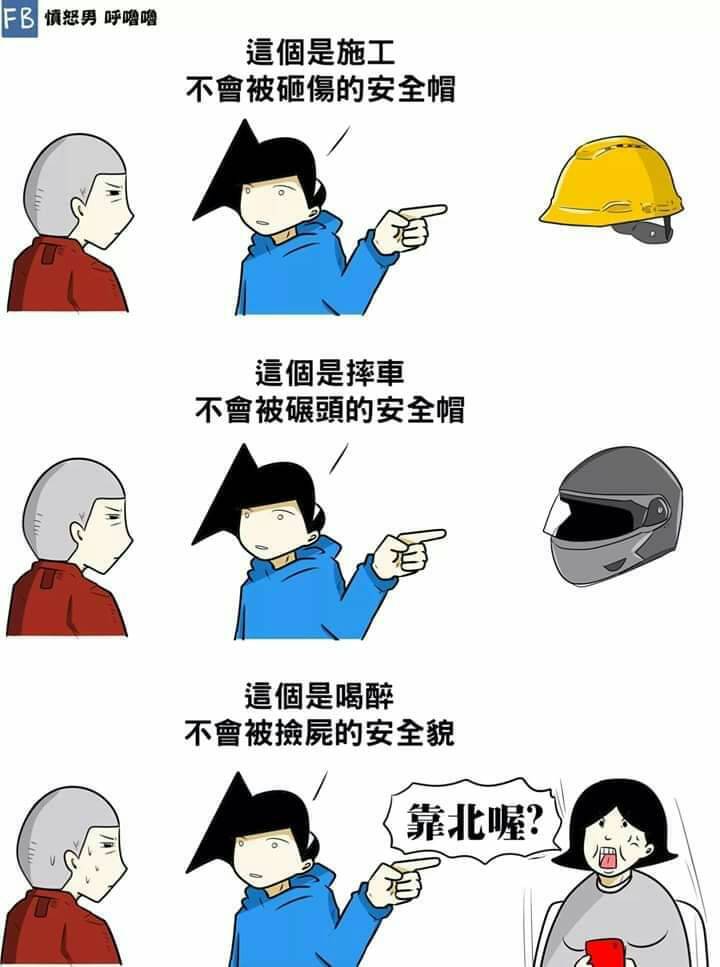 FB 憤怒男 呼嚕嚕
這個是施工
不會被砸傷的安全帽
這個是摔車
不會被碾頭的安全帽
這個是喝醉
不會被撿屍的安全貌
靠北喔?